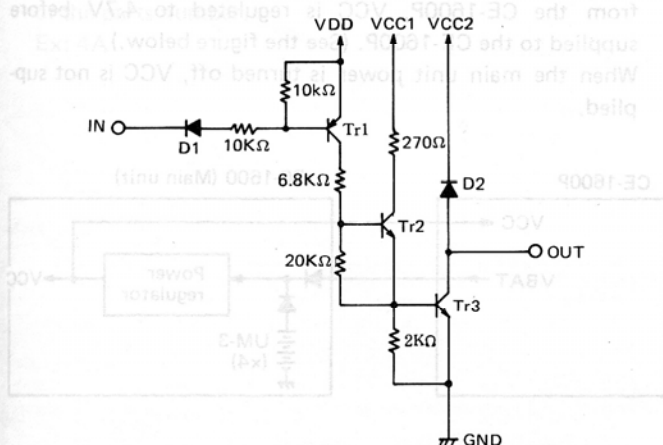 from the CE-1600P. VCC is regulated to 4.7V before
supplied to the CE-1600P. (See the figure below.)
When the main unit power is turned off, VCC is not sup-
plied.
VDD VCC1 VCC2
10kΩ
IN
D1
10KΩ
Tr1
270Ω
6.8KΩ
D2
Tr2
OUT
20KΩ
Tr3
2KΩ
GND
CE-1600P
-1600 (Main unit)
VCC
VBAT
Power
regulator
VCC
UM-3
(x4)